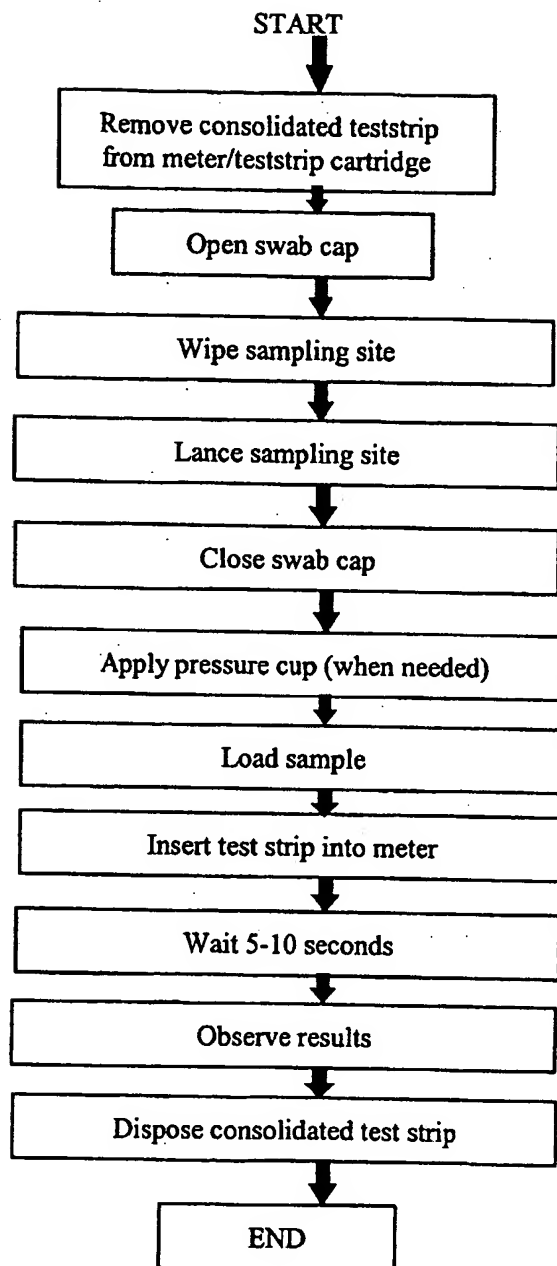 START
Remove consolidated teststrip
from meter/teststrip cartridge
Open swab cap
Wipe sampling site
Lance sampling site
Close swab cap
Apply pressure cup (when needed)
Load sample
Insert test strip into meter
Wait 5-10 seconds
Observe results
Dispose consolidated test strip
END